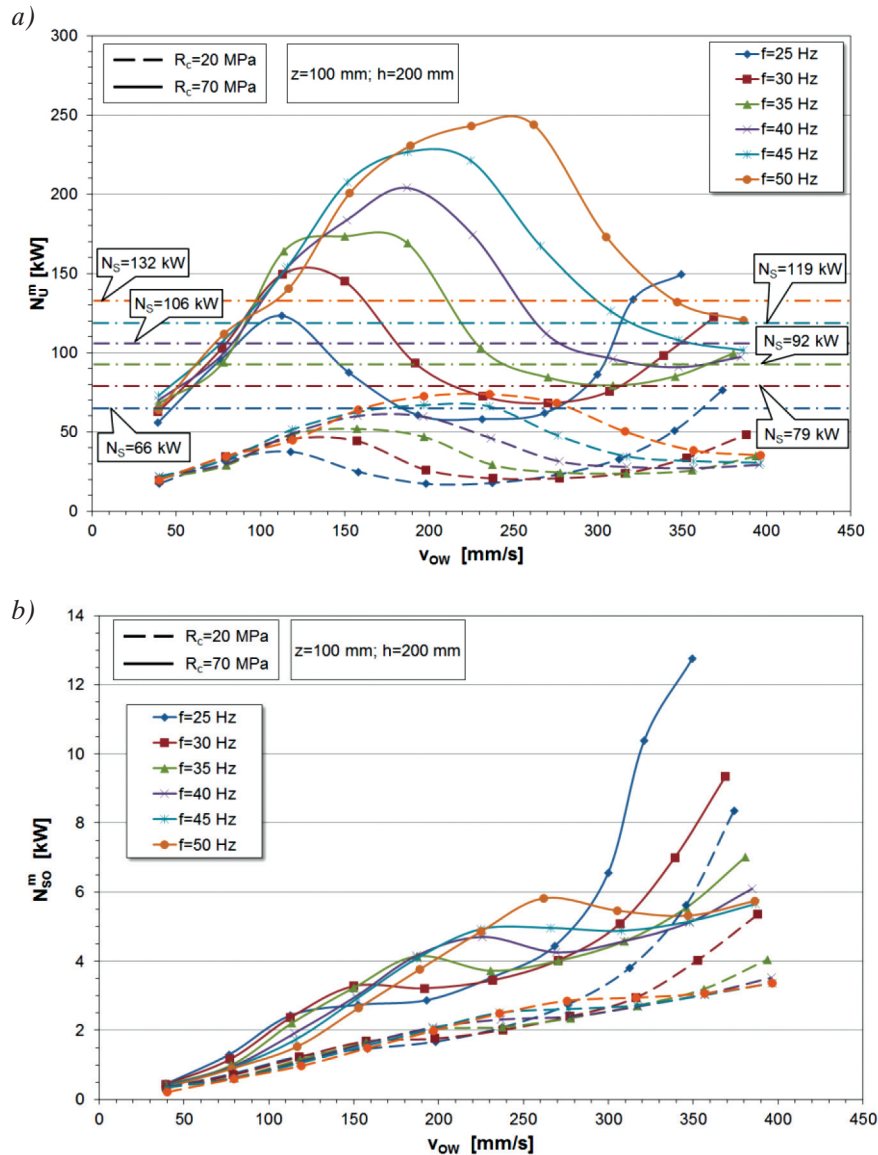 a)
300
250
200
150
100
50
0
N_U^m [kW]
R_c=20 MPa
R_c=70 MPa
z=100 mm; h=200 mm
f=25 Hz
f=30 Hz
f=35 Hz
f=40 Hz
f=45 Hz
f=50 Hz
N_S=132 kW
N_S=106 kW
N_S=66 kW
N_S=119 kW
N_S=92 kW
N_S=79 kW
0 50 100 150 200 250 300 350 400 450
v_ow [mm/s]
b)
14
12
10
8
6
4
2
0
N_SO^m [kW]
R_c=20 MPa
R_c=70 MPa
z=100 mm; h=200 mm
f=25 Hz
f=30 Hz
f=35 Hz
f=40 Hz
f=45 Hz
f=50 Hz
0 50 100 150 200 250 300 350 400 450
v_ow [mm/s]